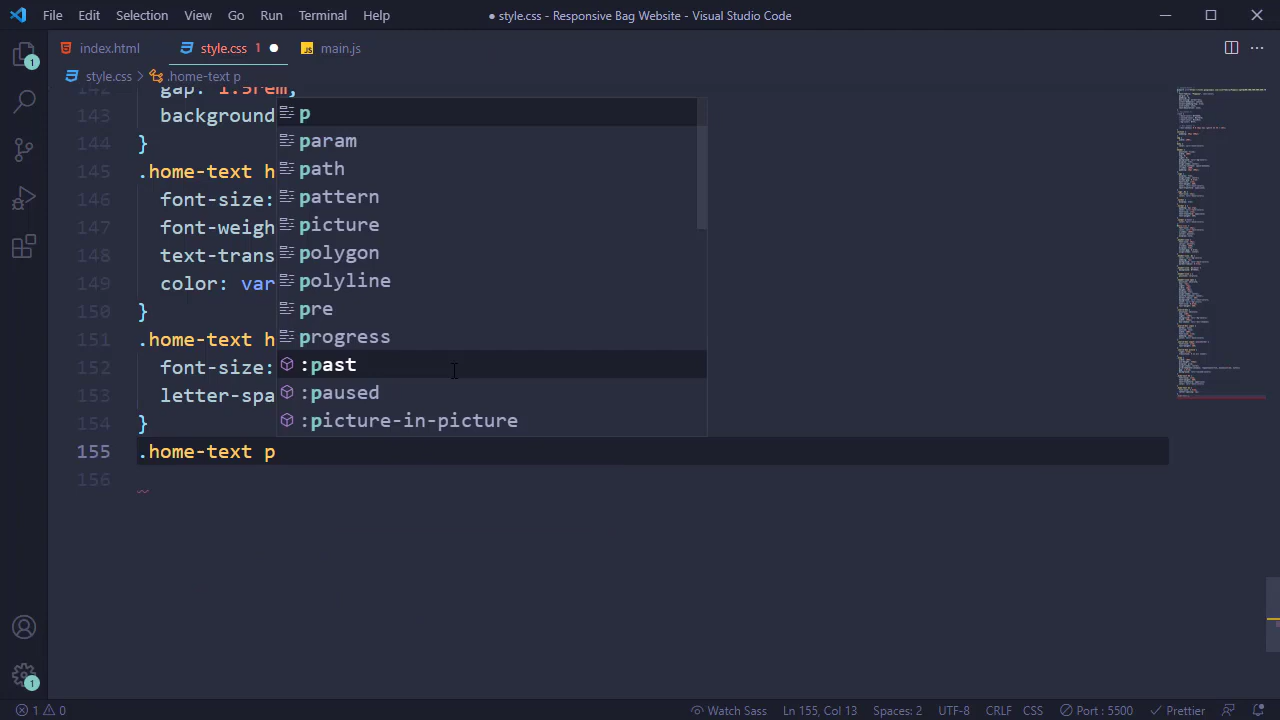 File Edit Selection View Go Run Terminal Help
● style.css - Responsive Bag Website - Visual Studio Code
index.html style.css 1 main.js
style.css > .home-text p
142 gap: 1.5rem;
143 background
144 }
145 .home-text h
146 font-size:
147 font-weigh
148 text-trans
149 color: var
150 }
151 .home-text h
152 font-size:
153 letter-spa
154 }
155 .home-text p
156
p
param
path
pattern
picture
polygon
polyline
pre
progress
:past
:paused
:picture-in-picture
1
1
1 0
Watch Sass Ln 155, Col 13 Spaces: 2 UTF-8 CRLF CSS Port : 5500 Prettier